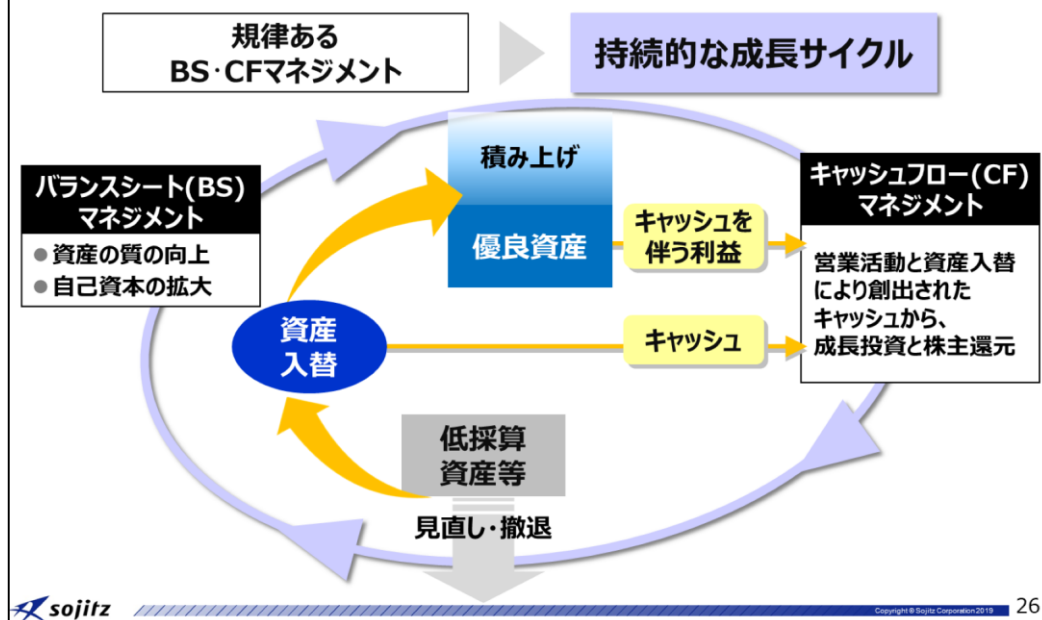 規律ある
BS・CFマネジメント
持続的な成長サイクル
バランスシート(BS)
マネジメント
●資産の質の向上
●自己資本の拡大
積み上げ
優良資産
キャッシュを
伴う利益
キャッシュフロー(CF)
マネジメント
営業活動と資産入替
により創出された
キャッシュから、
成長投資と株主還元
資産
入替
キャッシュ
低採算
資産等
見直し・撤退
sojitz
Copyright © Sojitz Corporation 2019
26